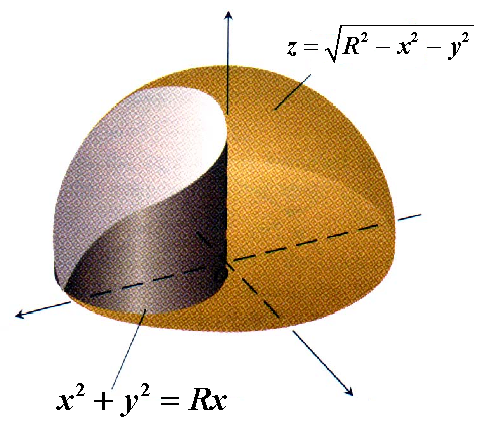 z = √(R² − x² − y²)
x² + y² = Rx